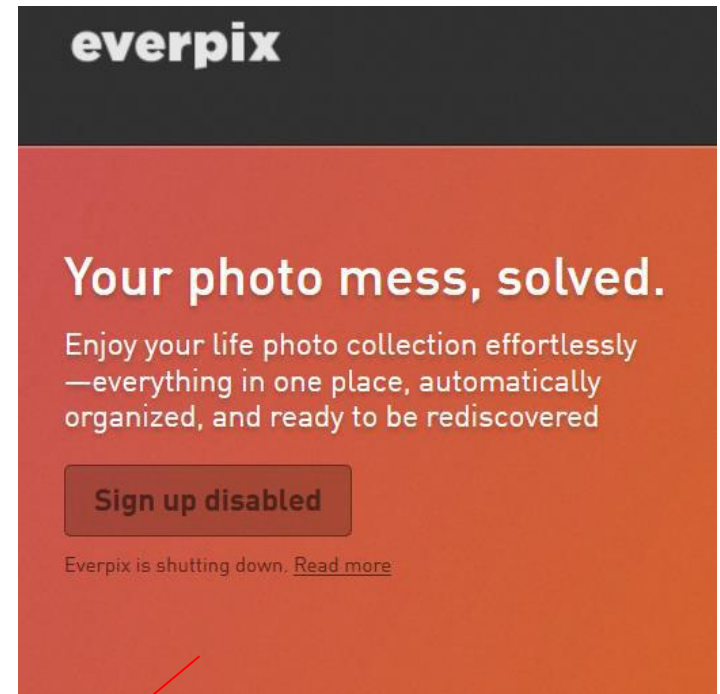 everpix
Your photo mess, solved.
Enjoy your life photo collection effortlessly
—everything in one place, automatically
organized, and ready to be rediscovered
Sign up disabled
Everpix is shutting down. Read more